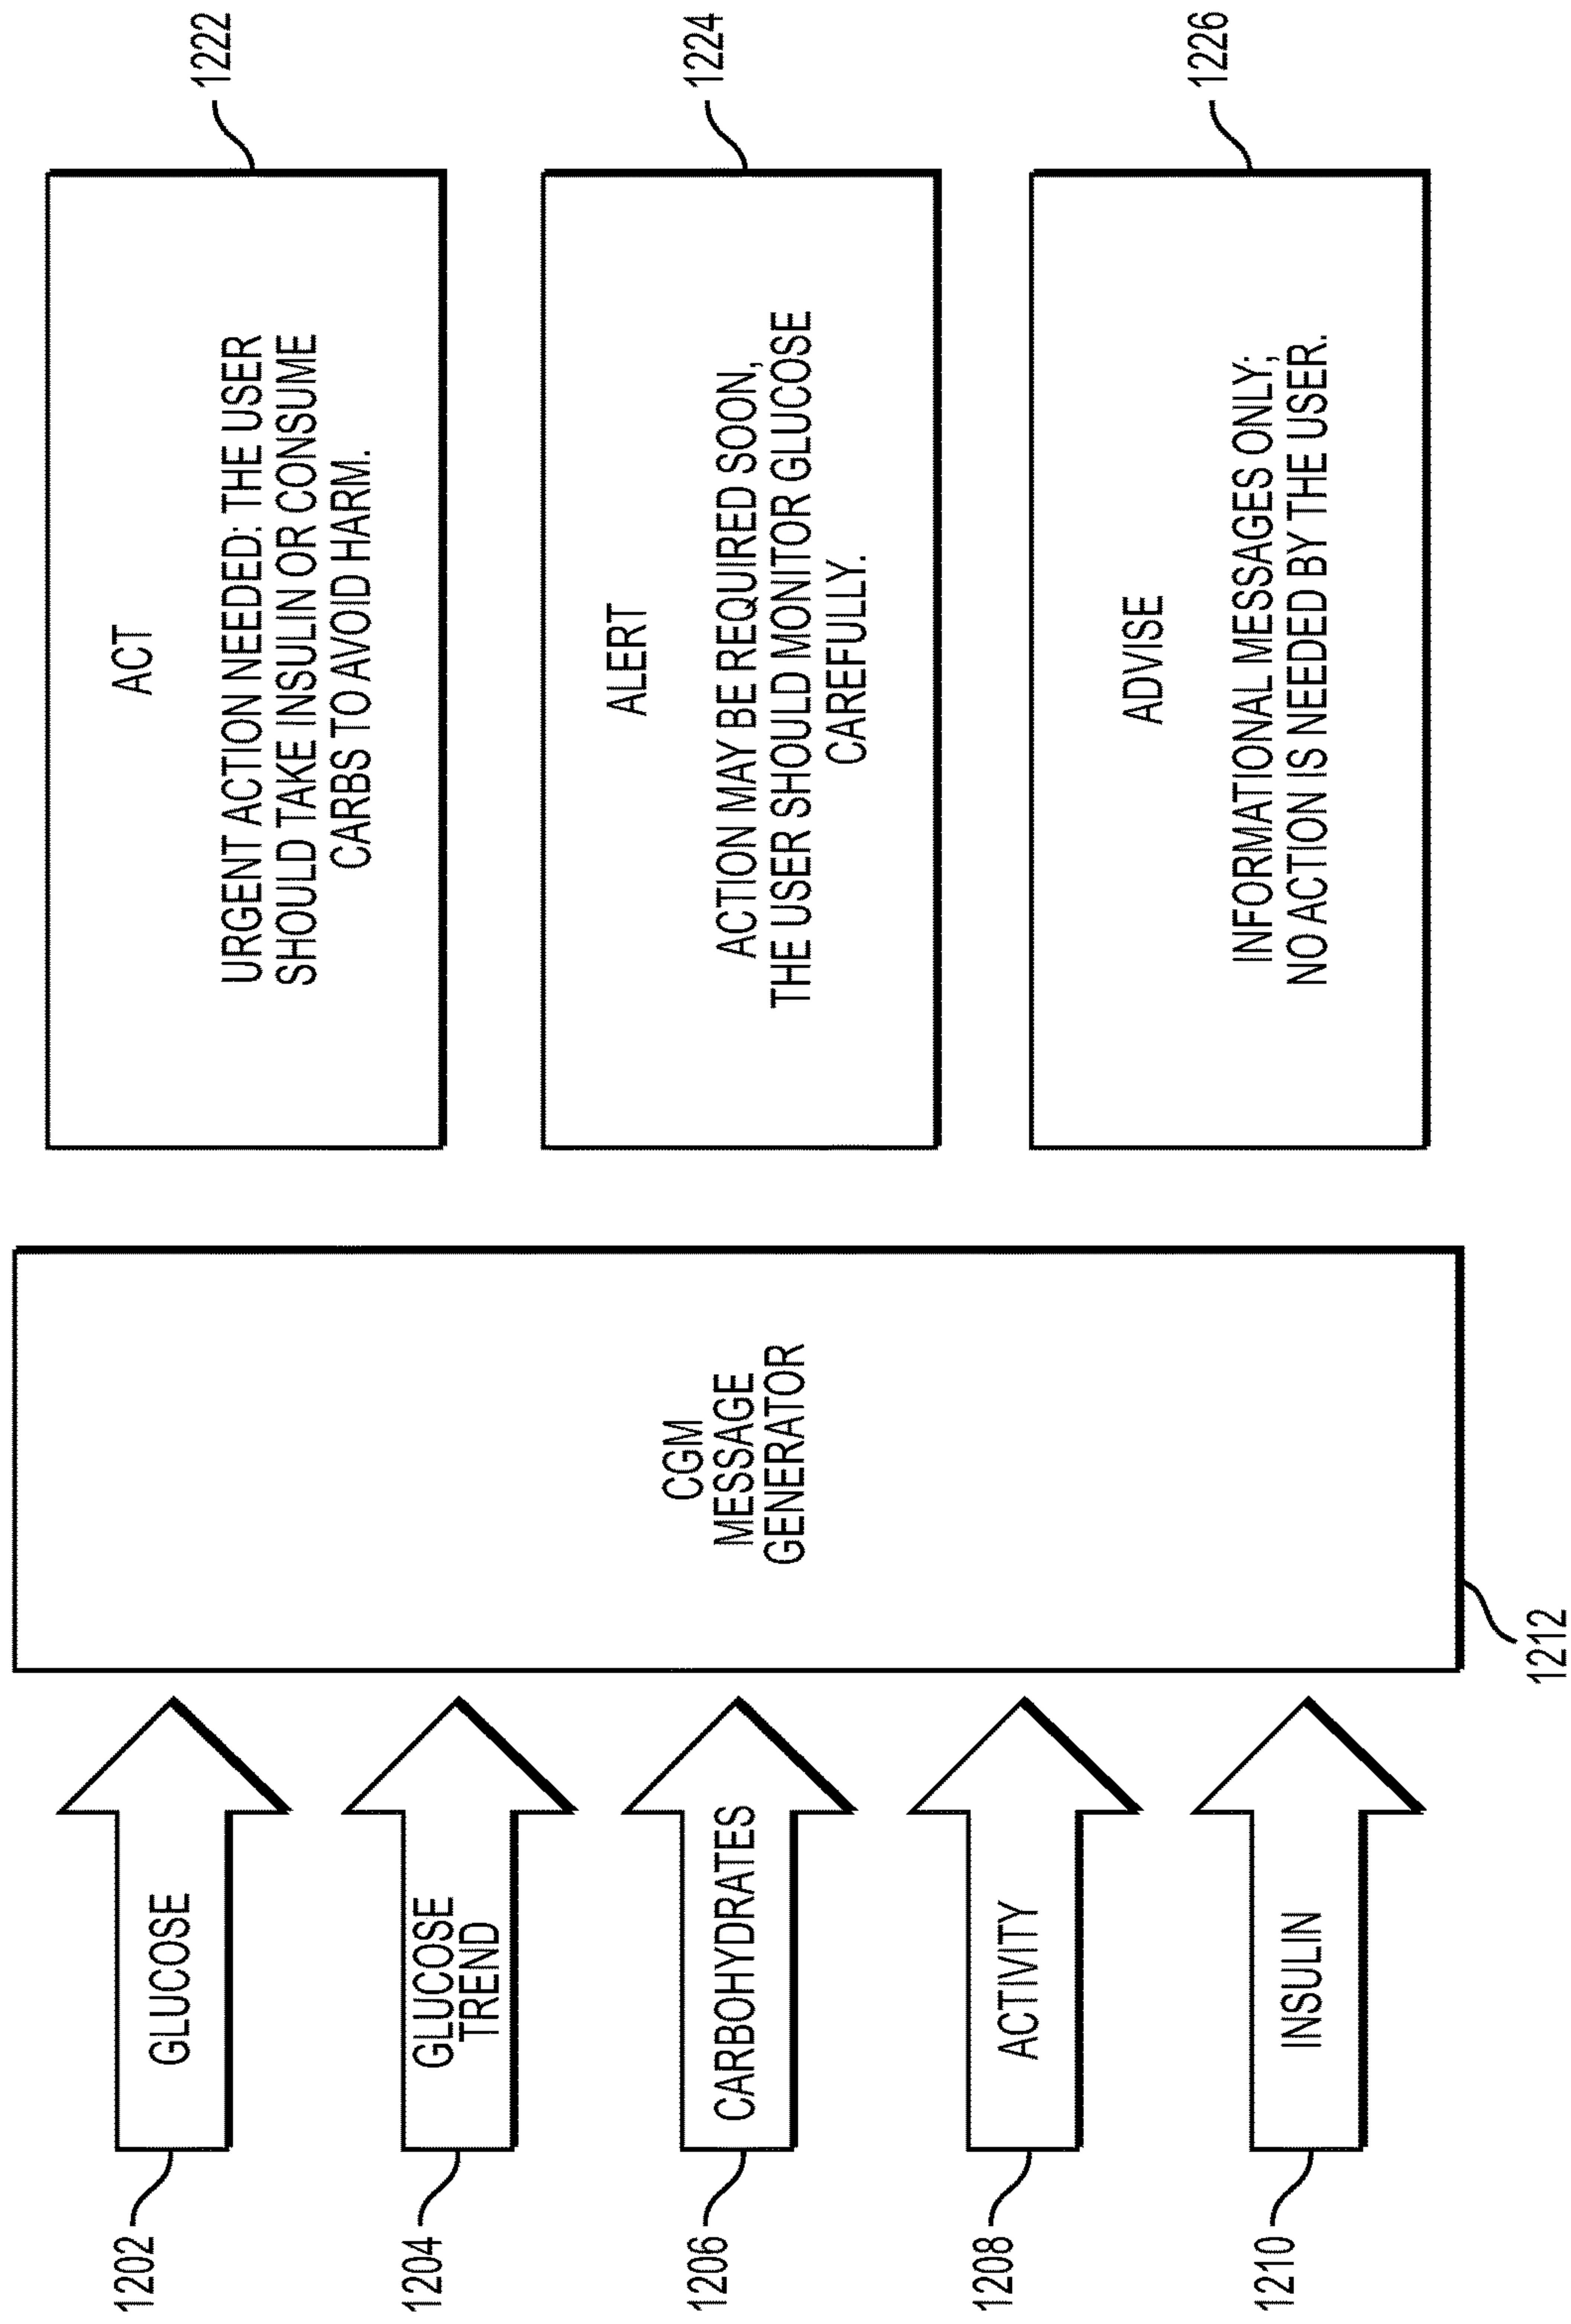 1202
GLUCOSE
1204
GLUCOSE
TREND
1206
CARBOHYDRATES
1208
ACTIVITY
1210
INSULIN
CGM
MESSAGE
GENERATOR
1212
ACT
URGENT ACTION NEEDED: THE USER
SHOULD TAKE INSULIN OR CONSUME
CARBS TO AVOID HARM.
1222
ALERT
ACTION MAY BE REQUIRED SOON,
THE USER SHOULD MONITOR GLUCOSE
CAREFULLY.
1224
ADVISE
INFORMATIONAL MESSAGES ONLY;
NO ACTION IS NEEDED BY THE USER.
1226